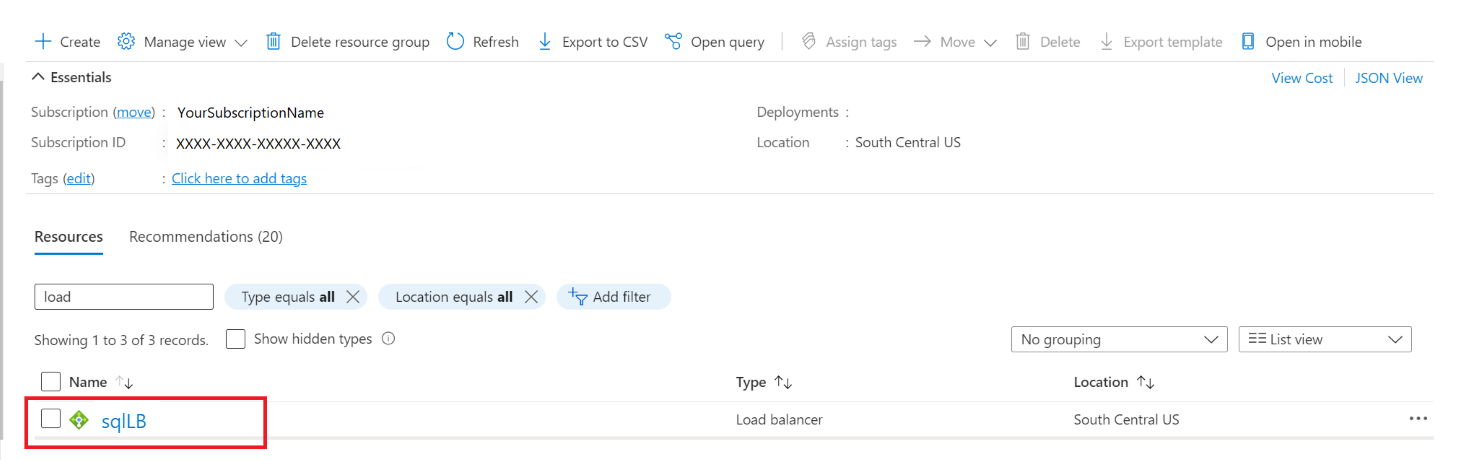 Create Manage view Delete resource group Refresh Export to CSV Open query Assign tags Move Delete Export template Open in mobile
Essentials View Cost JSON View
Subscription (move) : YourSubscriptionName Deployments :
Subscription ID : XXXX-XXXX-XXXXX-XXXX Location : South Central US
Tags (edit) : Click here to add tags
Resources Recommendations (20)
load Type equals all Location equals all Add filter
Showing 1 to 3 of 3 records. Show hidden types No grouping List view
Name Type Location
sqlLB Load balancer South Central US